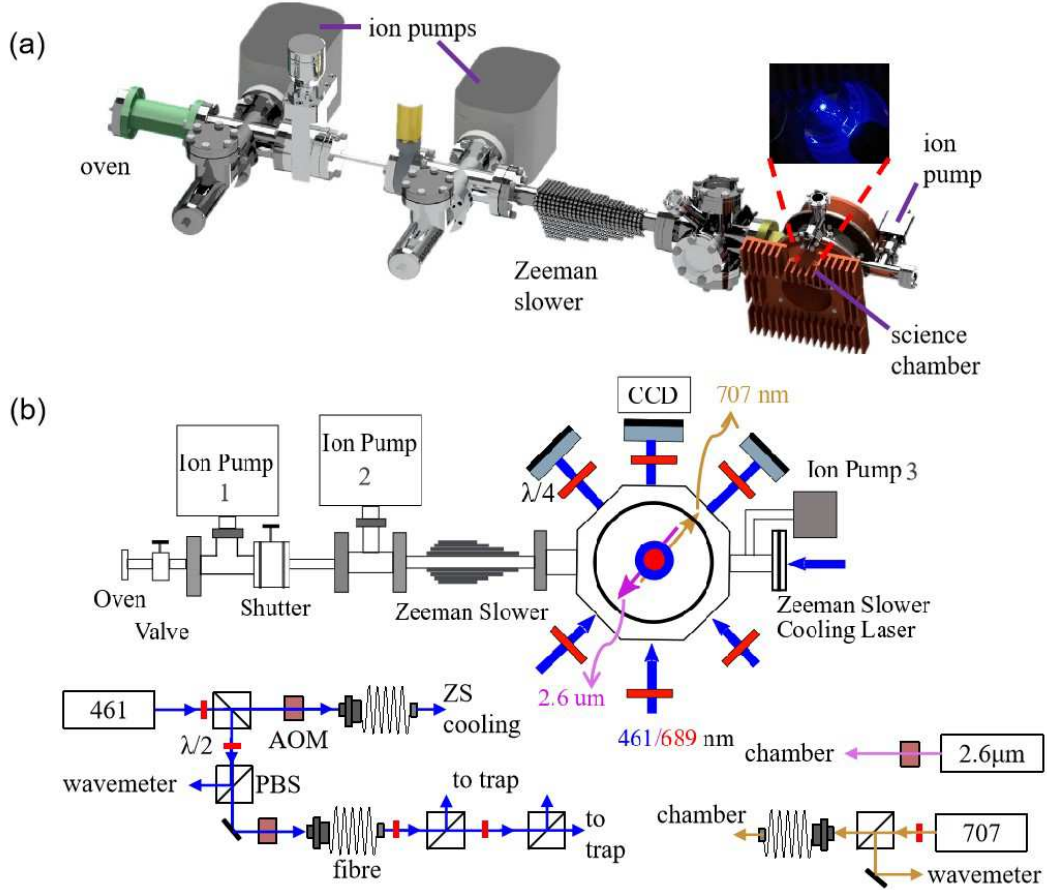 (a)
ion pumps
oven
ion
pump
Zeeman
slower
science
chamber
(b)
CCD
707 nm
Ion Pump
1
Ion Pump
2
λ/4
Ion Pump 3
Oven
Valve
Shutter
Zeeman Slower
Zeeman Slower
Cooling Laser
2.6 um
461/689 nm
461
ZS
cooling
λ/2
AOM
wavemeter
PBS
to trap
fibre
to
trap
chamber
2.6μm
chamber
707
wavemeter